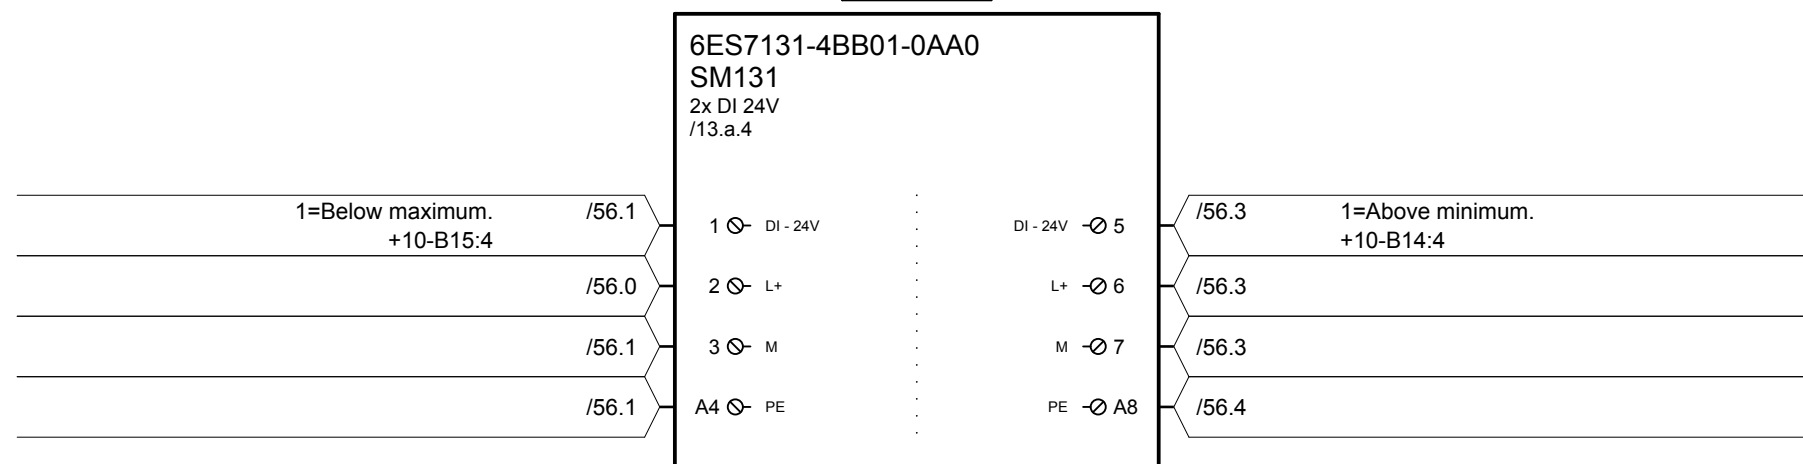 6ES7131-4BB01-0AA0
SM131
2x DI 24V
/13.a.4
1=Below maximum. /56.1 1 DI - 24V DI - 24V 5 /56.3 1=Above minimum.
+10-B15:4 +10-B14:4
/56.0 2 L+ L+ 6 /56.3
/56.1 3 M M 7 /56.3
/56.1 A4 PE PE A8 /56.4